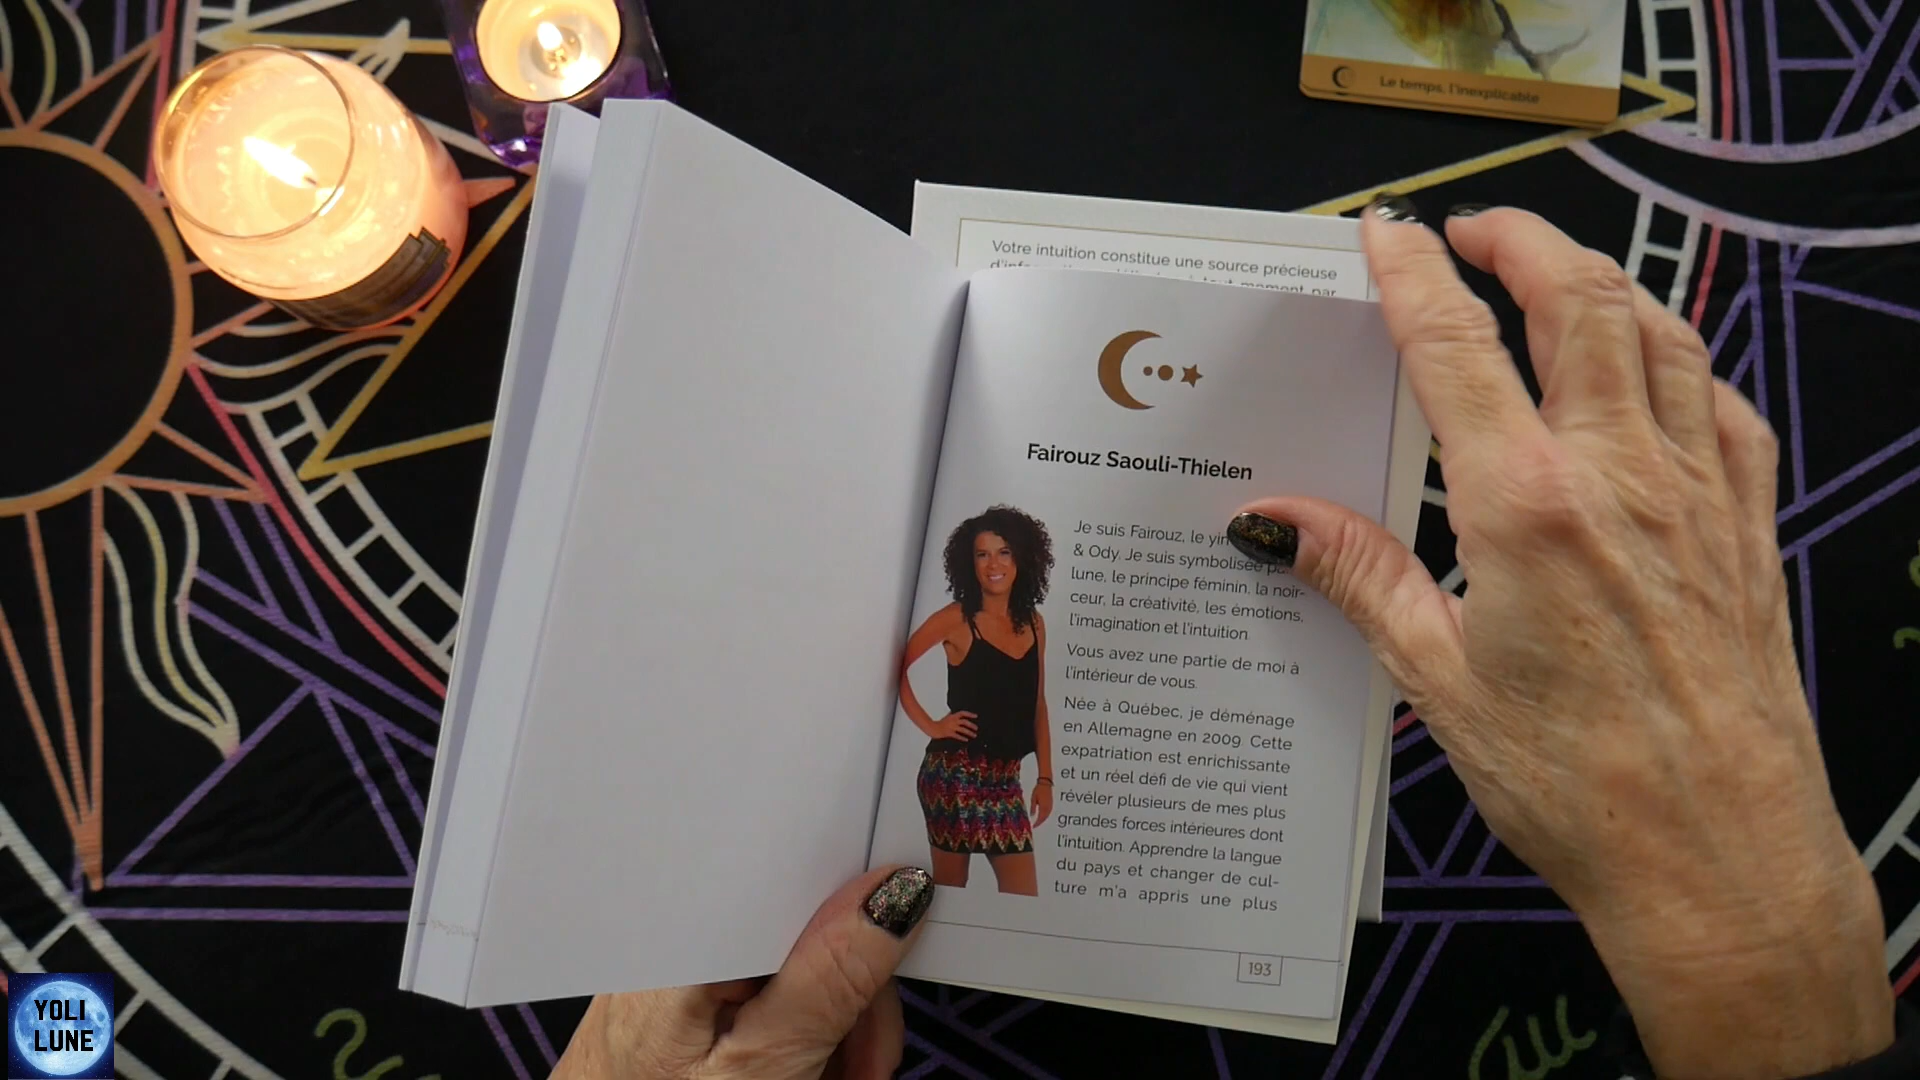 Le temps, l'inexplicable
Votre intuition constitue une source précieuse
tout moment par
Fairouz Saouli-Thielen
Je suis Fairouz, le
& Ody. Je suis symbolisée
lune, le principe féminin, la noir-
ceur, la créativité, les émotions,
l'imagination et l'intuition.
Vous avez une partie de moi à
l'intérieur de vous.
Née à Québec, je déménage
en Allemagne en 2009. Cette
expatriation est enrichissante
et un réel défi de vie qui vient
révéler plusieurs de mes plus
grandes forces intérieures dont
l'intuition. Apprendre la langue
du pays et changer de cul-
ture m'a appris une plus
193
YOLI
LUNE